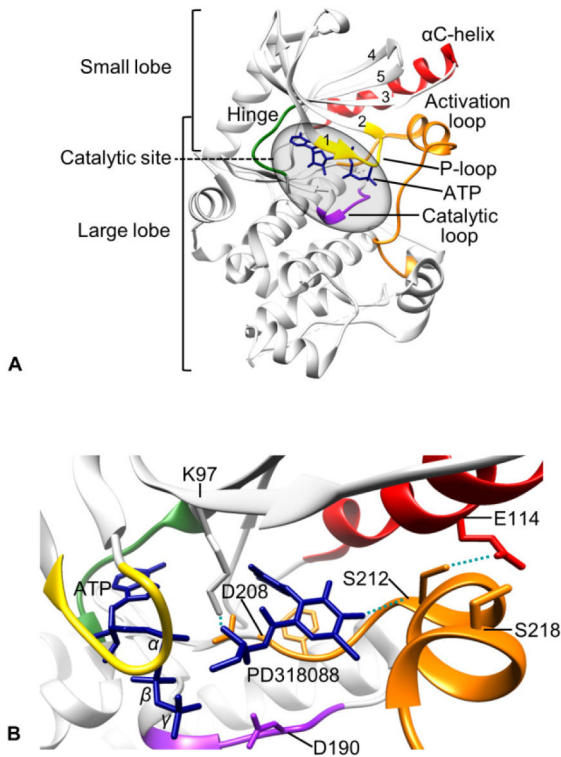 αC-helix
Small lobe
4
5
3
Activation
loop
Hinge
2
1
Catalytic site
P-loop
ATP
Catalytic
loop
Large lobe
A
K97
E114
ATP
D208
S212
S218
α
PD318088
β
γ
D190
B